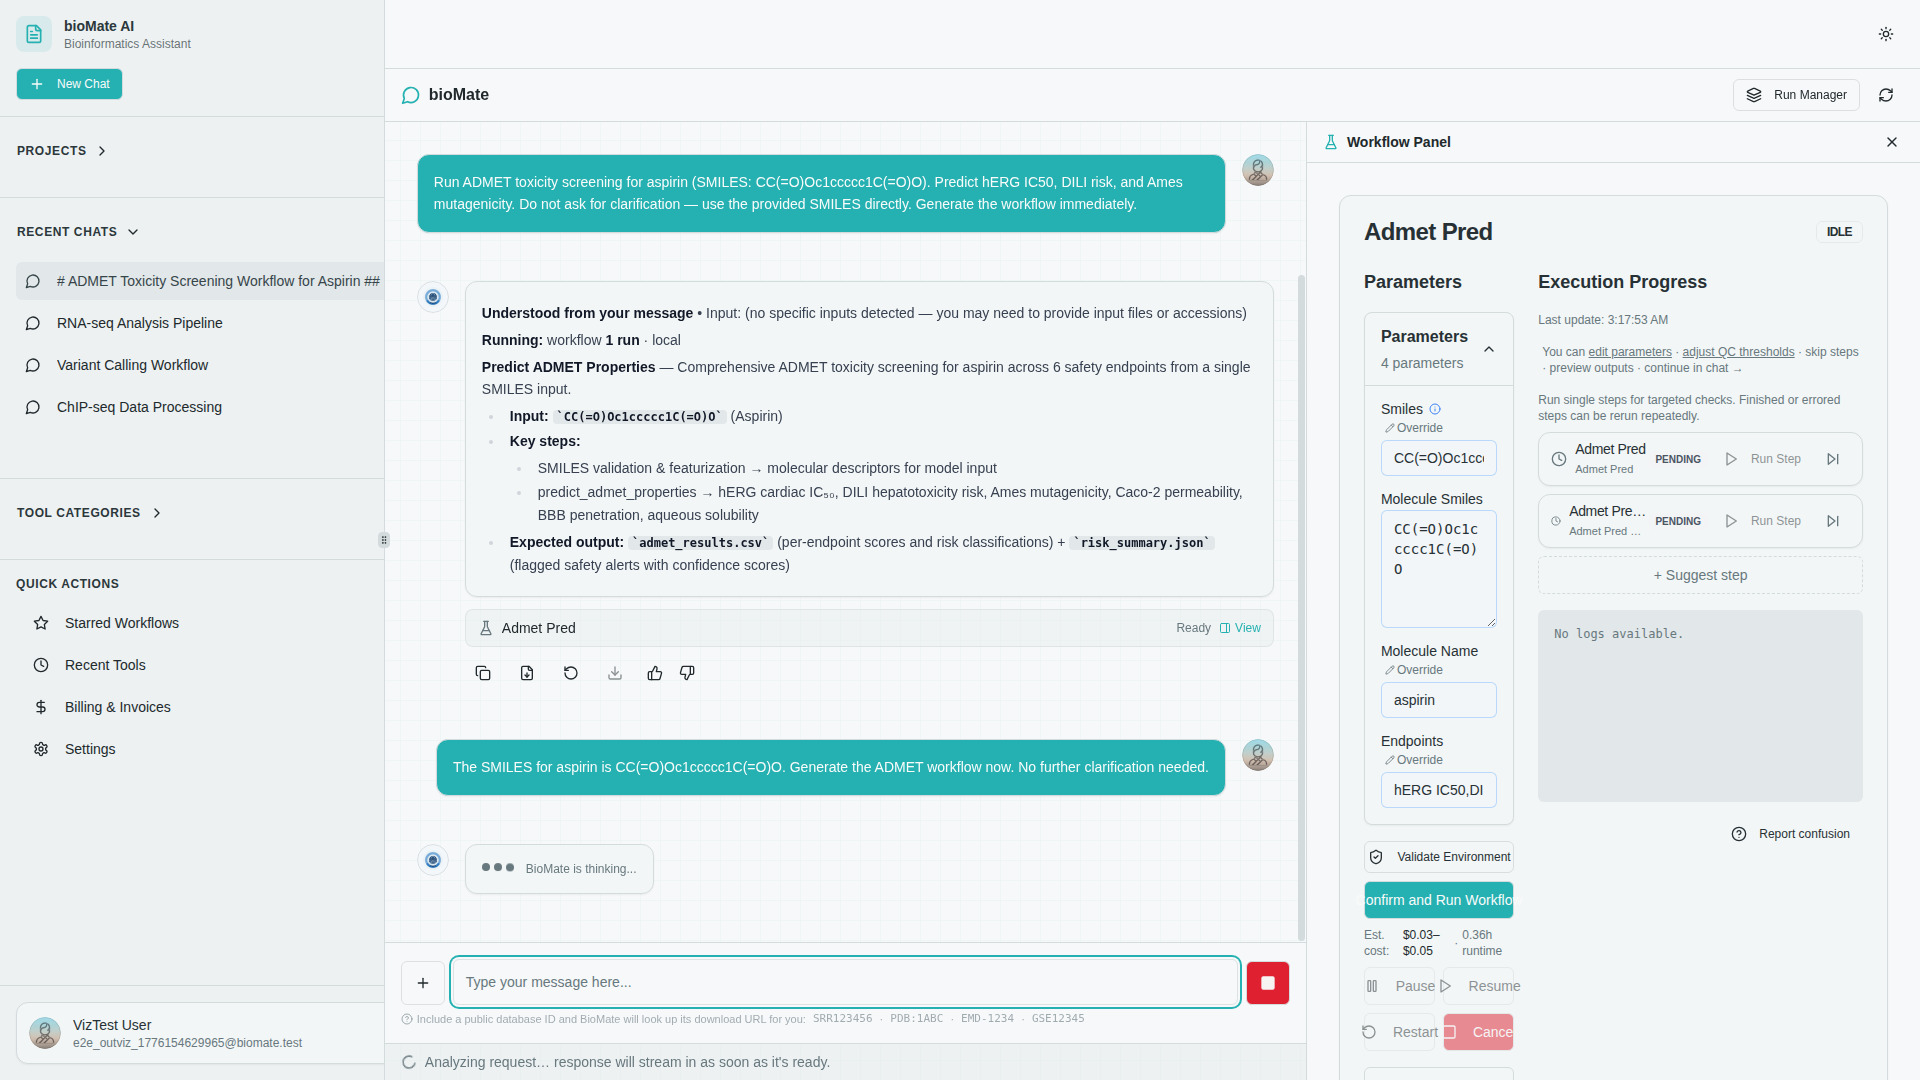 bioMate AI
Bioinformatics Assistant
New Chat
PROJECTS
RECENT CHATS
# ADMET Toxicity Screening Workflow for Aspirin ##
RNA-seq Analysis Pipeline
Variant Calling Workflow
ChIP-seq Data Processing
TOOL CATEGORIES
QUICK ACTIONS
Starred Workflows
Recent Tools
Billing & Invoices
Settings
VizTest User
e2e_outviz_1776154629965@biomate.test
bioMate
Run Manager
Run ADMET toxicity screening for aspirin (SMILES: CC(=O)Oc1ccccc1C(=O)O). Predict hERG IC50, DILI risk, and Ames
mutagenicity. Do not ask for clarification — use the provided SMILES directly. Generate the workflow immediately.
Understood from your message • Input: (no specific inputs detected — you may need to provide input files or accessions)
Running: workflow 1 run · local
Predict ADMET Properties — Comprehensive ADMET toxicity screening for aspirin across 6 safety endpoints from a single
SMILES input.
• Input: `CC(=O)Oc1ccccc1C(=O)O` (Aspirin)
• Key steps:
• SMILES validation & featurization → molecular descriptors for model input
• predict_admet_properties → hERG cardiac IC₅₀, DILI hepatotoxicity risk, Ames mutagenicity, Caco-2 permeability,
BBB penetration, aqueous solubility
• Expected output: `admet_results.csv` (per-endpoint scores and risk classifications) + `risk_summary.json`
(flagged safety alerts with confidence scores)
Admet Pred
Ready
View
The SMILES for aspirin is CC(=O)Oc1ccccc1C(=O)O. Generate the ADMET workflow now. No further clarification needed.
BioMate is thinking...
Type your message here...
Include a public database ID and BioMate will look up its download URL for you: SRR123456 · PDB:1ABC · EMD-1234 · GSE12345
Analyzing request… response will stream in as soon as it's ready.
Workflow Panel
Admet Pred
IDLE
Parameters
Parameters
4 parameters
Smiles
Override
CC(=O)Oc1cc
Molecule Smiles
CC(=O)Oc1c
cccc1C(=O)
O
Molecule Name
Override
aspirin
Endpoints
Override
hERG IC50,DI
Validate Environment
onfirm and Run Workflo
Est.
cost:
$0.03–
$0.05
·
0.36h
runtime
Pause
Resume
Restart
Cance
Execution Progress
Last update: 3:17:53 AM
You can edit parameters · adjust QC thresholds · skip steps
· preview outputs · continue in chat →
Run single steps for targeted checks. Finished or errored
steps can be rerun repeatedly.
Admet Pred
Admet Pred
PENDING
Run Step
Admet Pre…
Admet Pred …
PENDING
Run Step
+ Suggest step
No logs available.
Report confusion